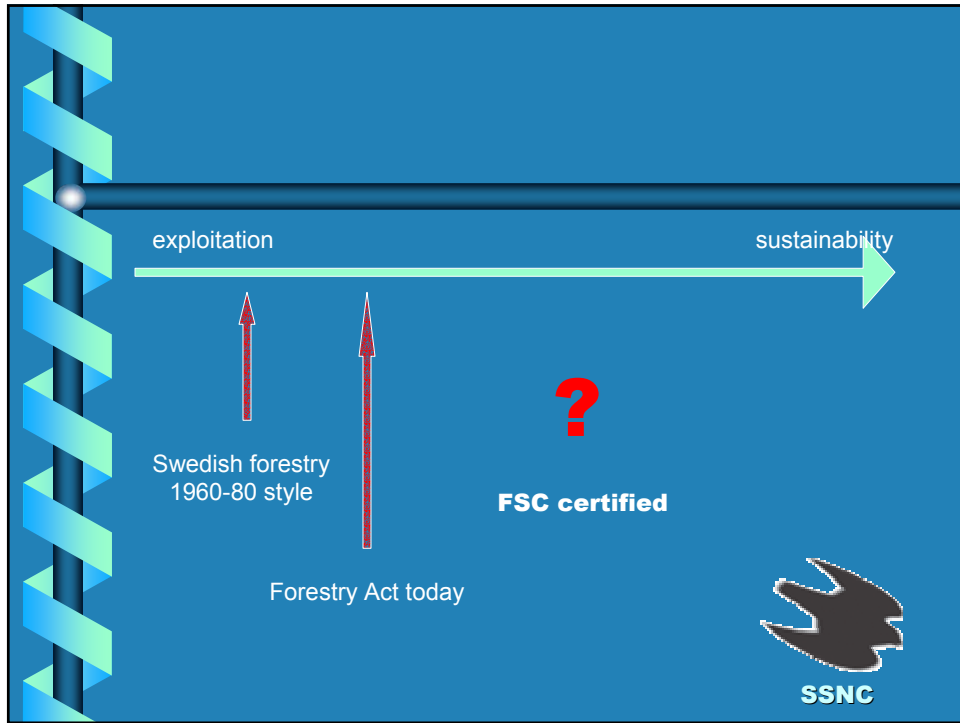 exploitation
sustainability
?
Swedish forestry
1960-80 style
FSC certified
Forestry Act today
SSNC